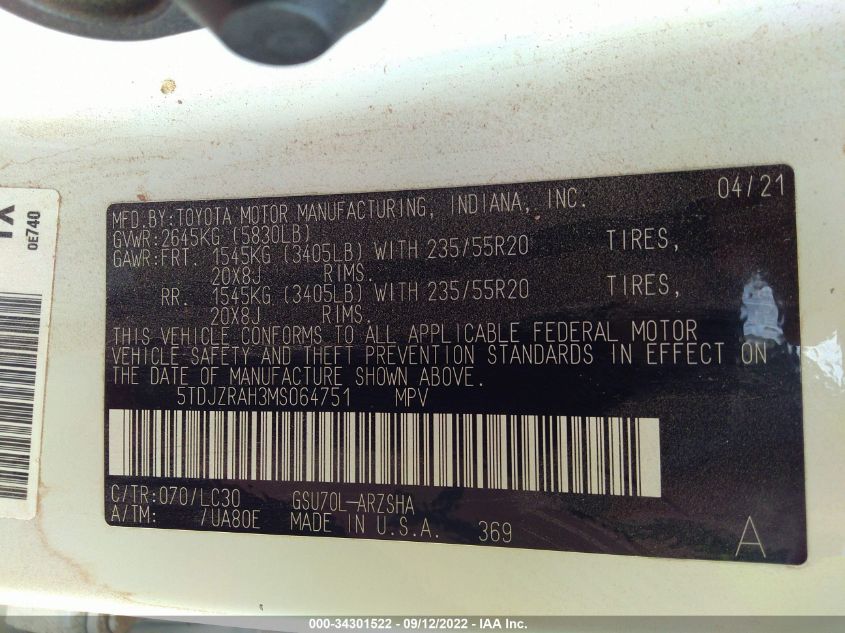 MFD.BY:TOYOTA MOTOR MANUFACTURING, INDIANA, INC. 04/21
GVWR:2645KG (5830LB)
GAWR:FRT. 1545KG (3405LB) WITH 235/55R20 TIRES,
20X8J RIMS.
RR. 1545KG (3405LB) WITH 235/55R20 TIRES,
20X8J RIMS.
THIS VEHICLE CONFORMS TO ALL APPLICABLE FEDERAL MOTOR
VEHICLE SAFETY AND THEFT PREVENTION STANDARDS IN EFFECT ON
THE DATE OF MANUFACTURE SHOWN ABOVE.
5TDJZRAH3MS064751 MPV
C/TR:070/LC30 GSU70L-ARZSHA
A/TM: /UA80E MADE IN U.S.A. 369 A
OE740
000-34301522 - 09/12/2022 - IAA Inc.